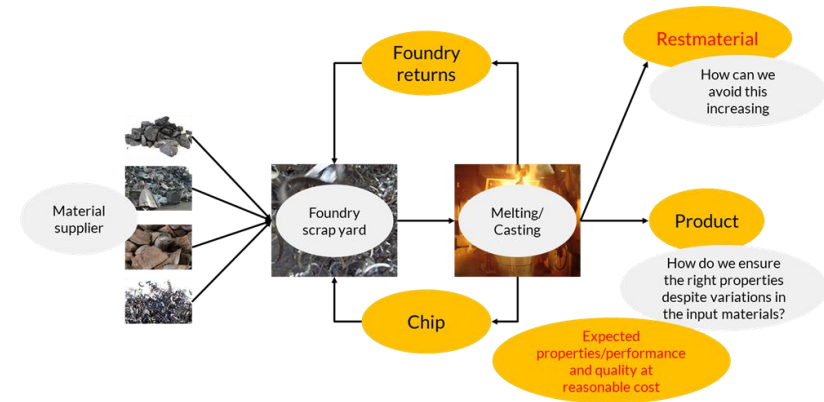 Foundry
returns
Restmaterial
How can we
avoid this
increasing
Material
supplier
Foundry
scrap yard
Melting/
Casting
Product
How do we ensure
the right properties
despite variations in
the input materials?
Chip
Expected
properties/performance
and quality at
reasonable cost